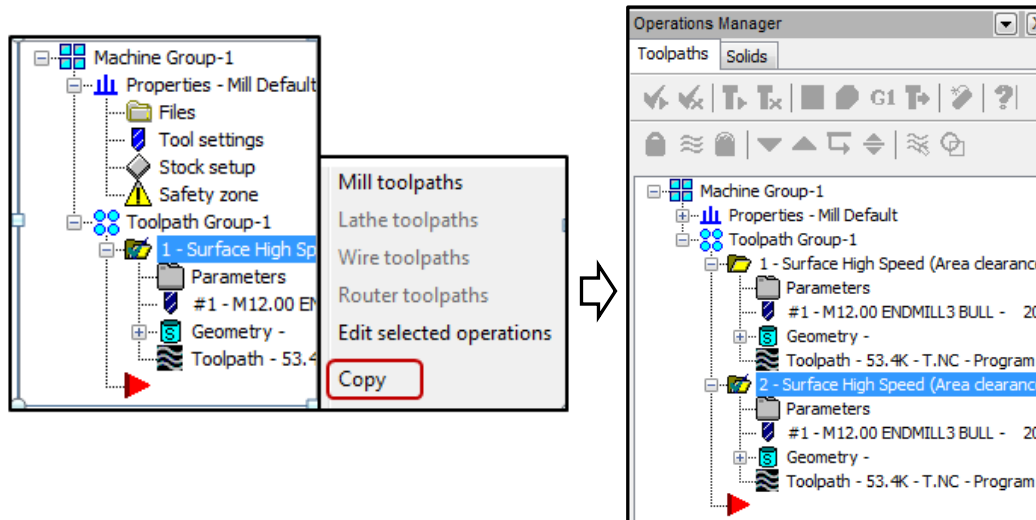 Machine Group-1
Properties - Mill Default
Files
Tool settings
Stock setup
Safety zone
Toolpath Group-1
1 - Surface High Sp
Parameters
#1 - M12.00 EN
Geometry -
Toolpath - 53.4
Mill toolpaths
Lathe toolpaths
Wire toolpaths
Router toolpaths
Edit selected operations
Copy
Operations Manager
Toolpaths Solids
G1
Machine Group-1
Properties - Mill Default
Toolpath Group-1
1 - Surface High Speed (Area clearance
Parameters
#1 - M12.00 ENDMILL3 BULL - 20
Geometry -
Toolpath - 53.4K - T.NC - Program
2 - Surface High Speed (Area clearance
Parameters
#1 - M12.00 ENDMILL3 BULL - 20
Geometry -
Toolpath - 53.4K - T.NC - Program